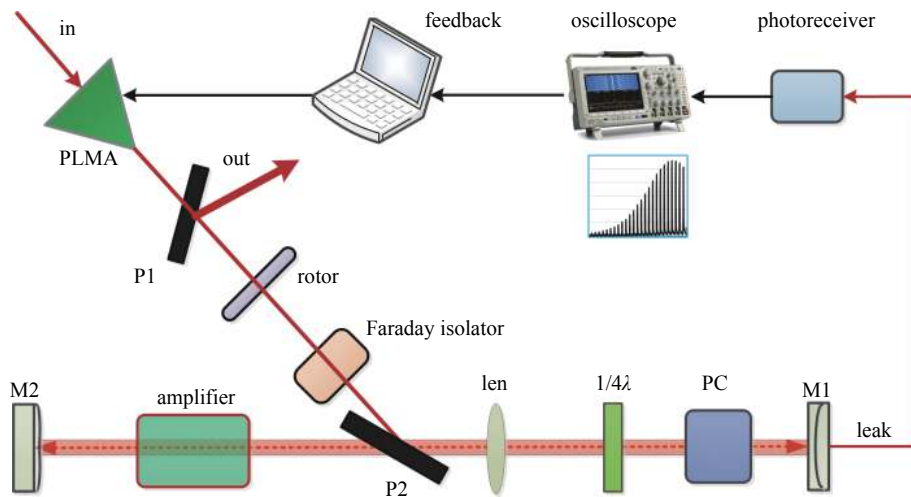 in
feedback
oscilloscope
photoreceiver
PLMA
out
P1
rotor
Faraday isolator
M2
amplifier
len
1/4λ
PC
M1
leak
P2